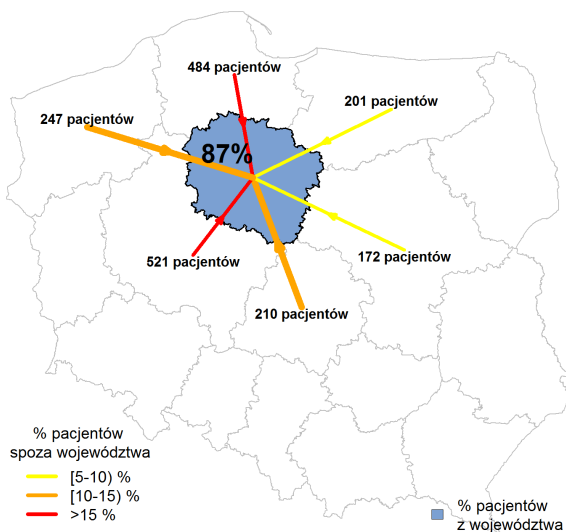 484 pacjentów
201 pacjentów
247 pacjentów
87%
521 pacjentów
172 pacjentów
210 pacjentów
% pacjentów
spoza województwa
[5-10) %
[10-15) %
>15 %
% pacjentów
z województwa